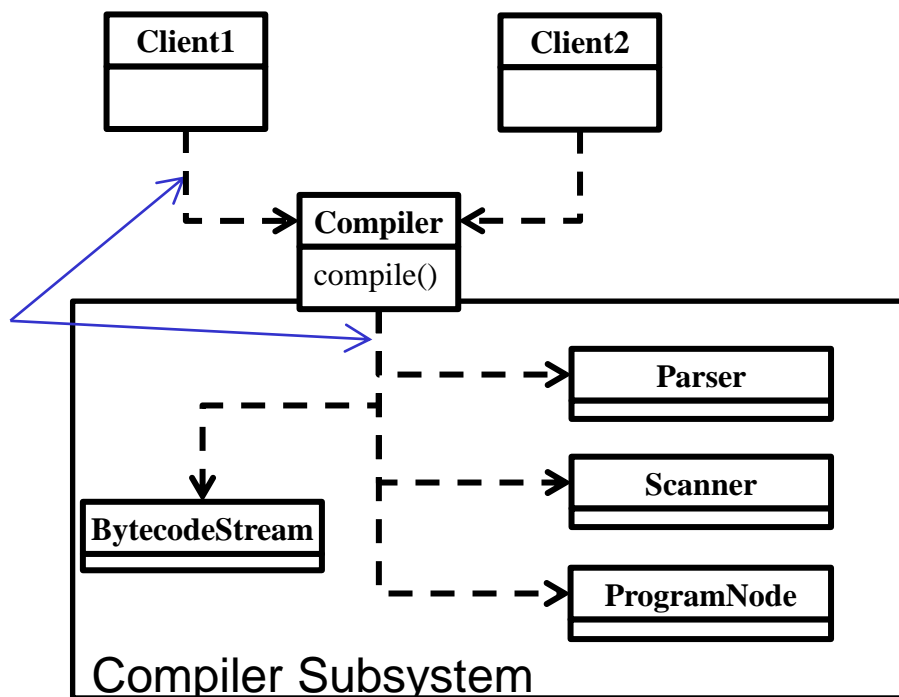 Client1
Client2
Compiler
compile()
Parser
Scanner
BytecodeStream
ProgramNode
Compiler Subsystem